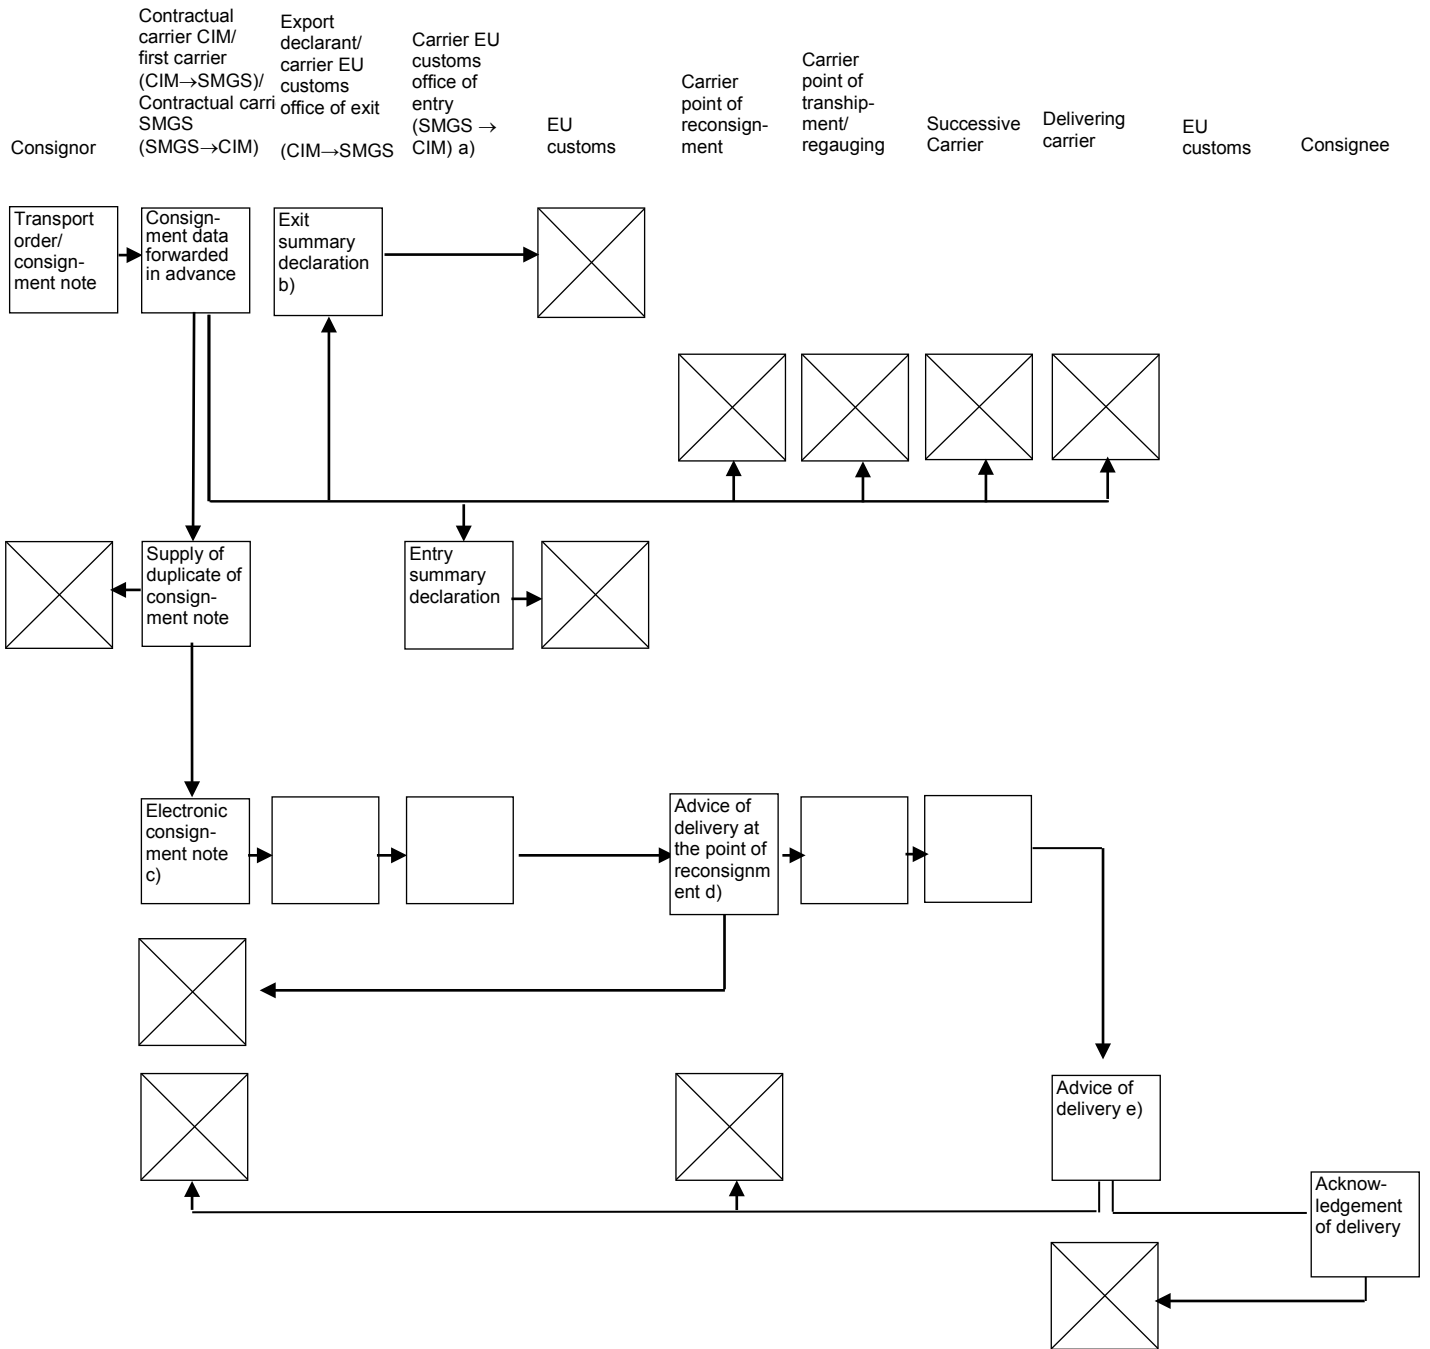 Consignor
Contractual
carrier CIM/
first carrier
(CIM→SMGS)/
Contractual carri
SMGS
(SMGS→CIM)
Export
declarant/
carrier EU
customs
office of exit
(CIM→SMGS
Carrier EU
customs
office of
entry
(SMGS →
CIM) a)
EU
customs
Carrier
point of
reconsign-
ment
Carrier
point of
tranship-
ment/
regauging
Successive
Carrier
Delivering
carrier
EU
customs
Consignee
Transport
order/
consign-
ment note
Consign-
ment data
forwarded
in advance
Exit
summary
declaration
b)
Supply of
duplicate of
consign-
ment note
Entry
summary
declaration
Electronic
consign-
ment note
c)
Advice of
delivery at
the point of
reconsignm
ent d)
Advice of
delivery e)
Acknow-
ledgement
of delivery